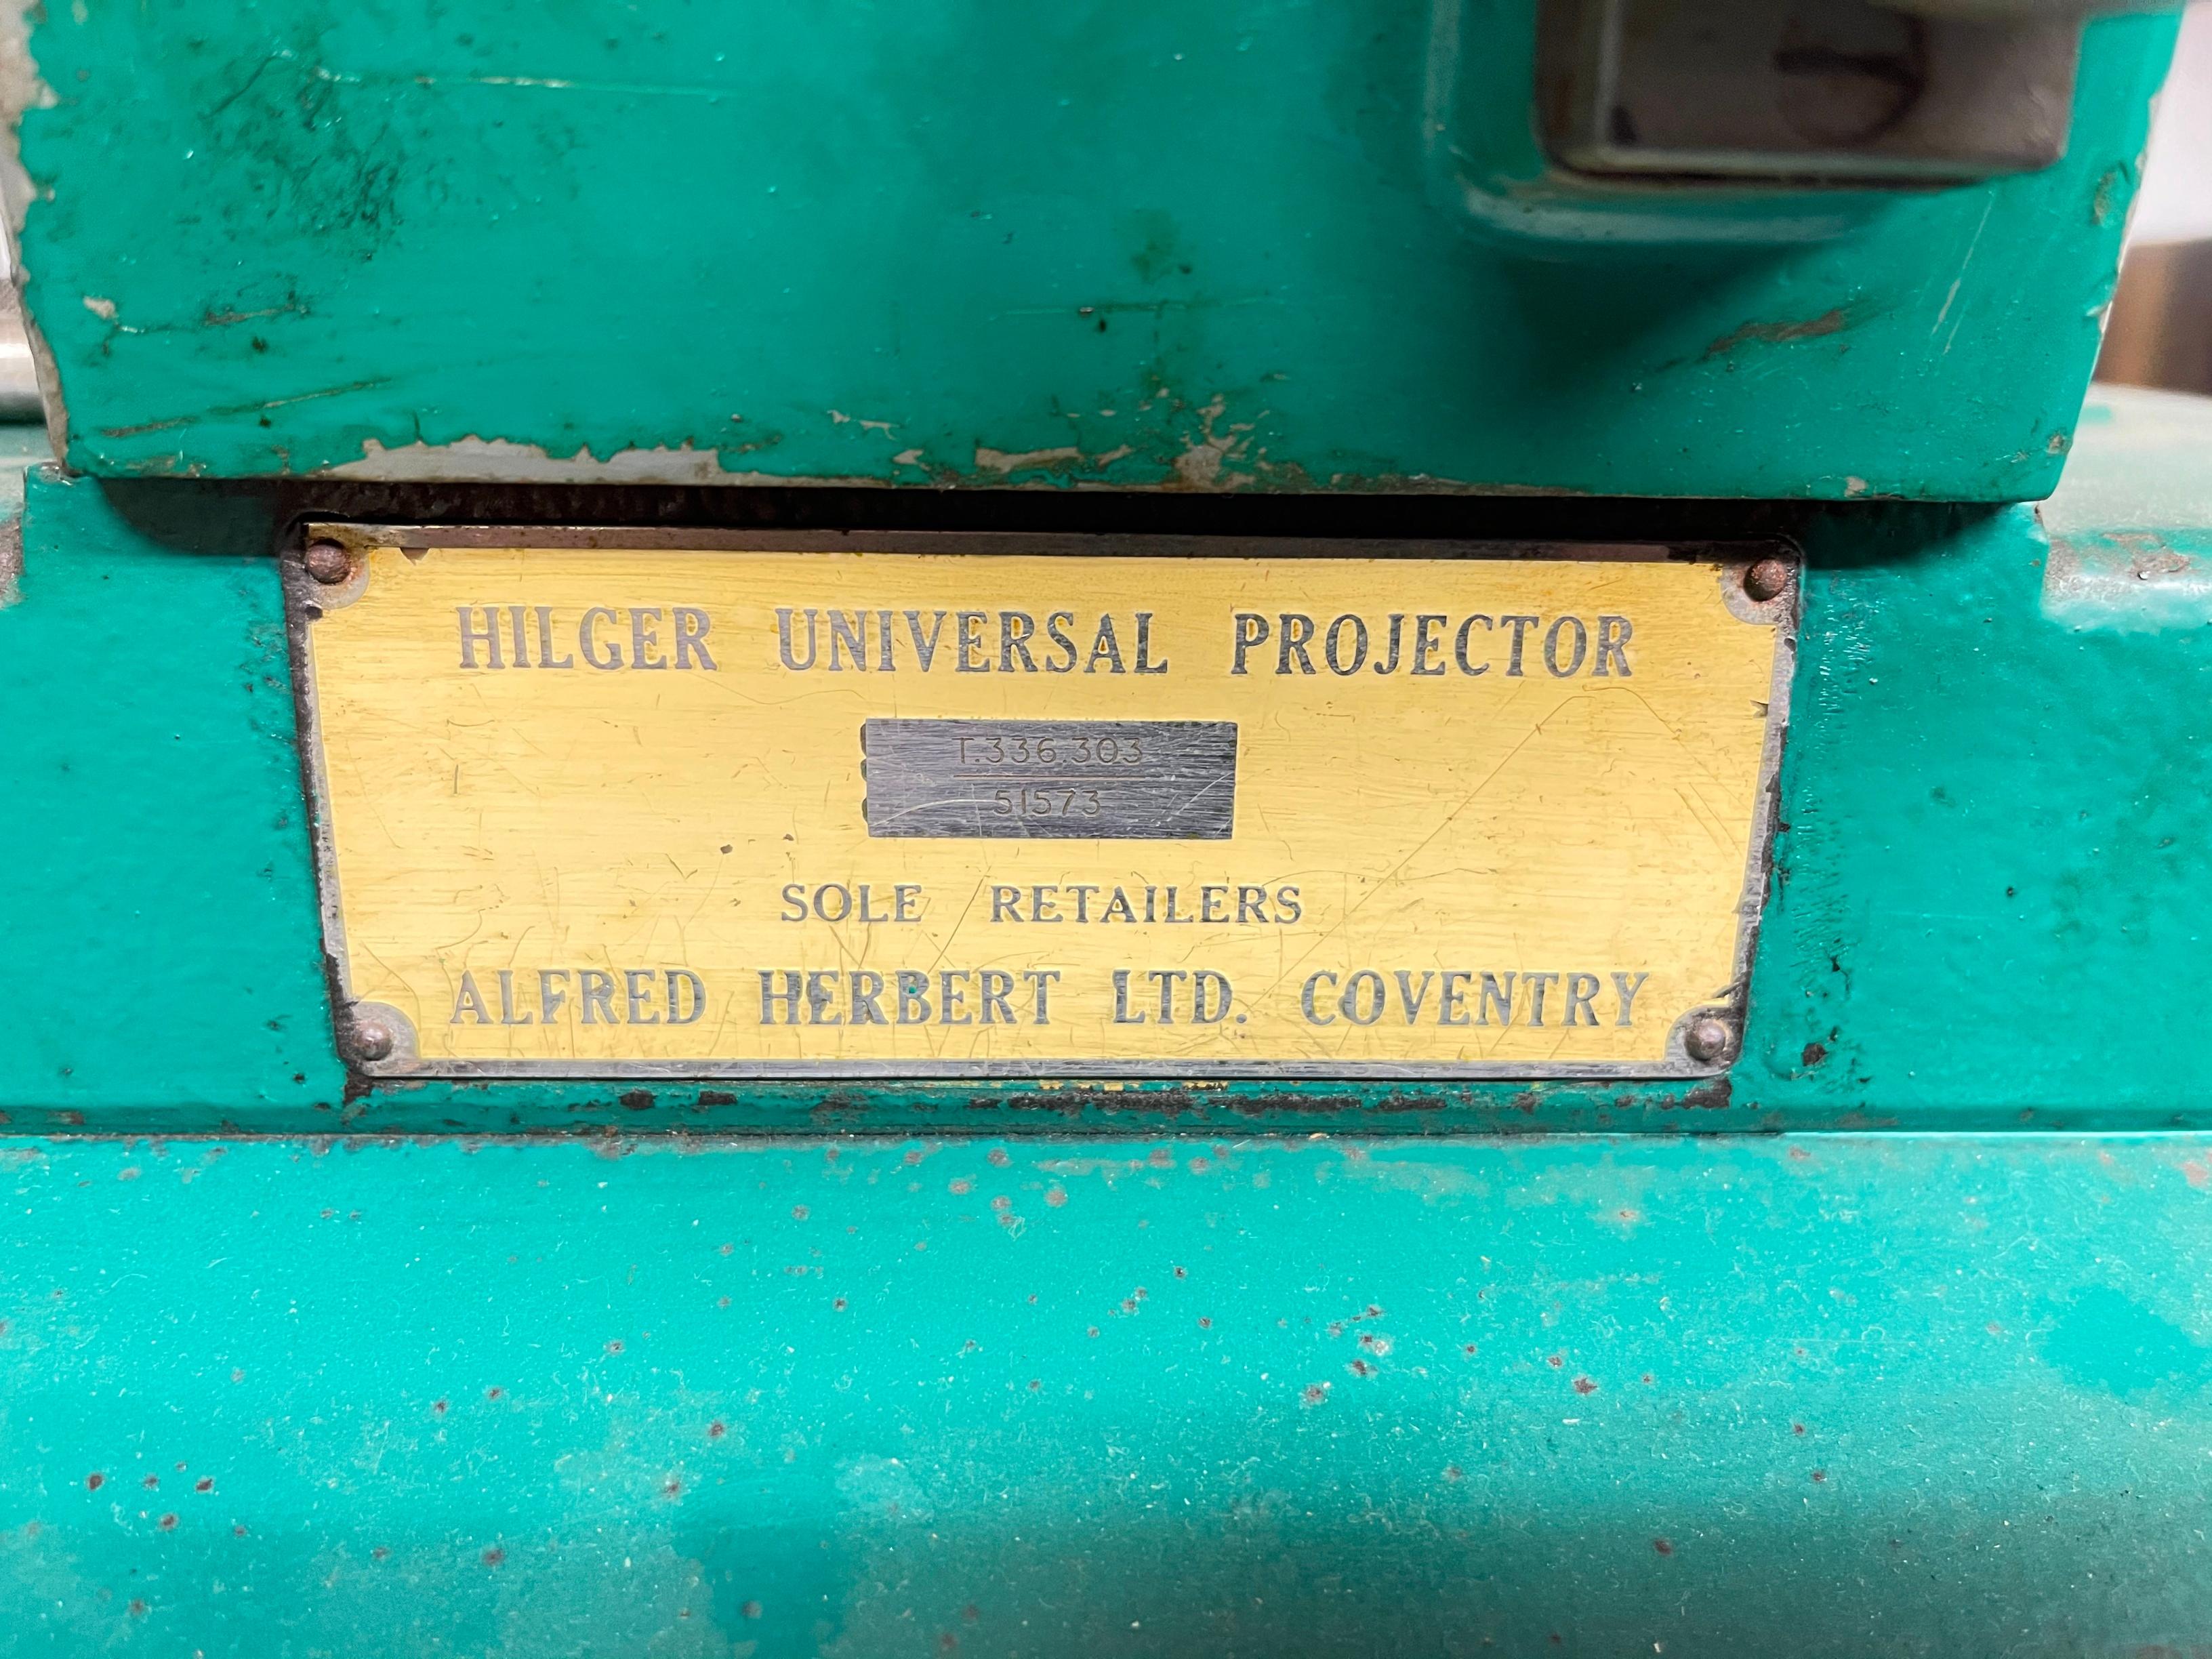 HILGER UNIVERSAL PROJECTOR
T.336.303
51573
SOLE RETAILERS
ALFRED HERBERT LTD. COVENTRY